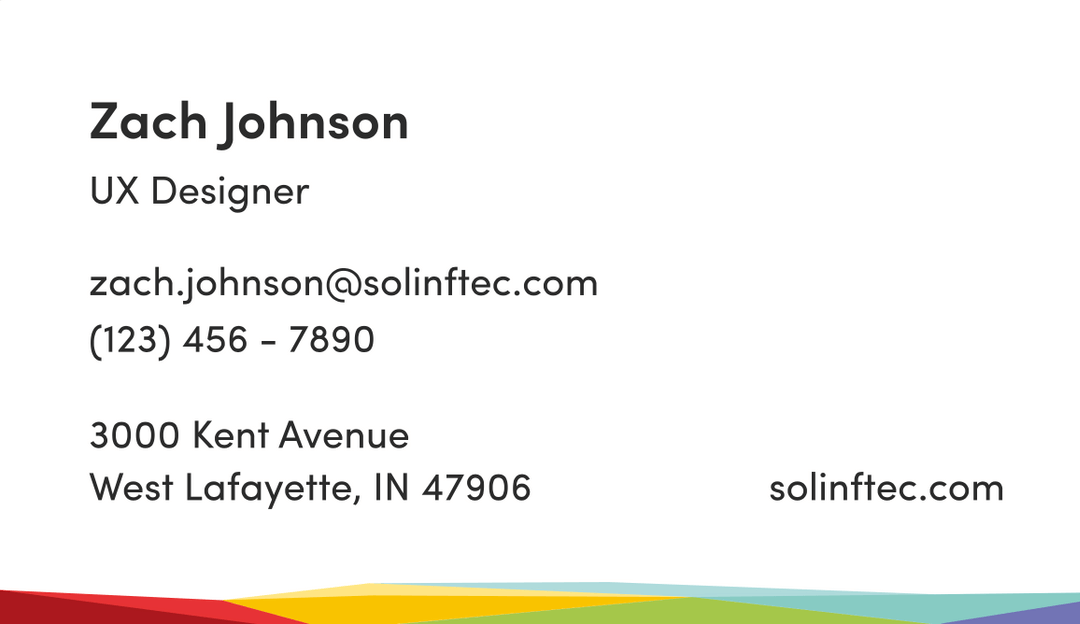 Zach Johnson
UX Designer
zach.johnson@solinftec.com
(123) 456 - 7890
3000 Kent Avenue
West Lafayette, IN 47906
solinftec.com